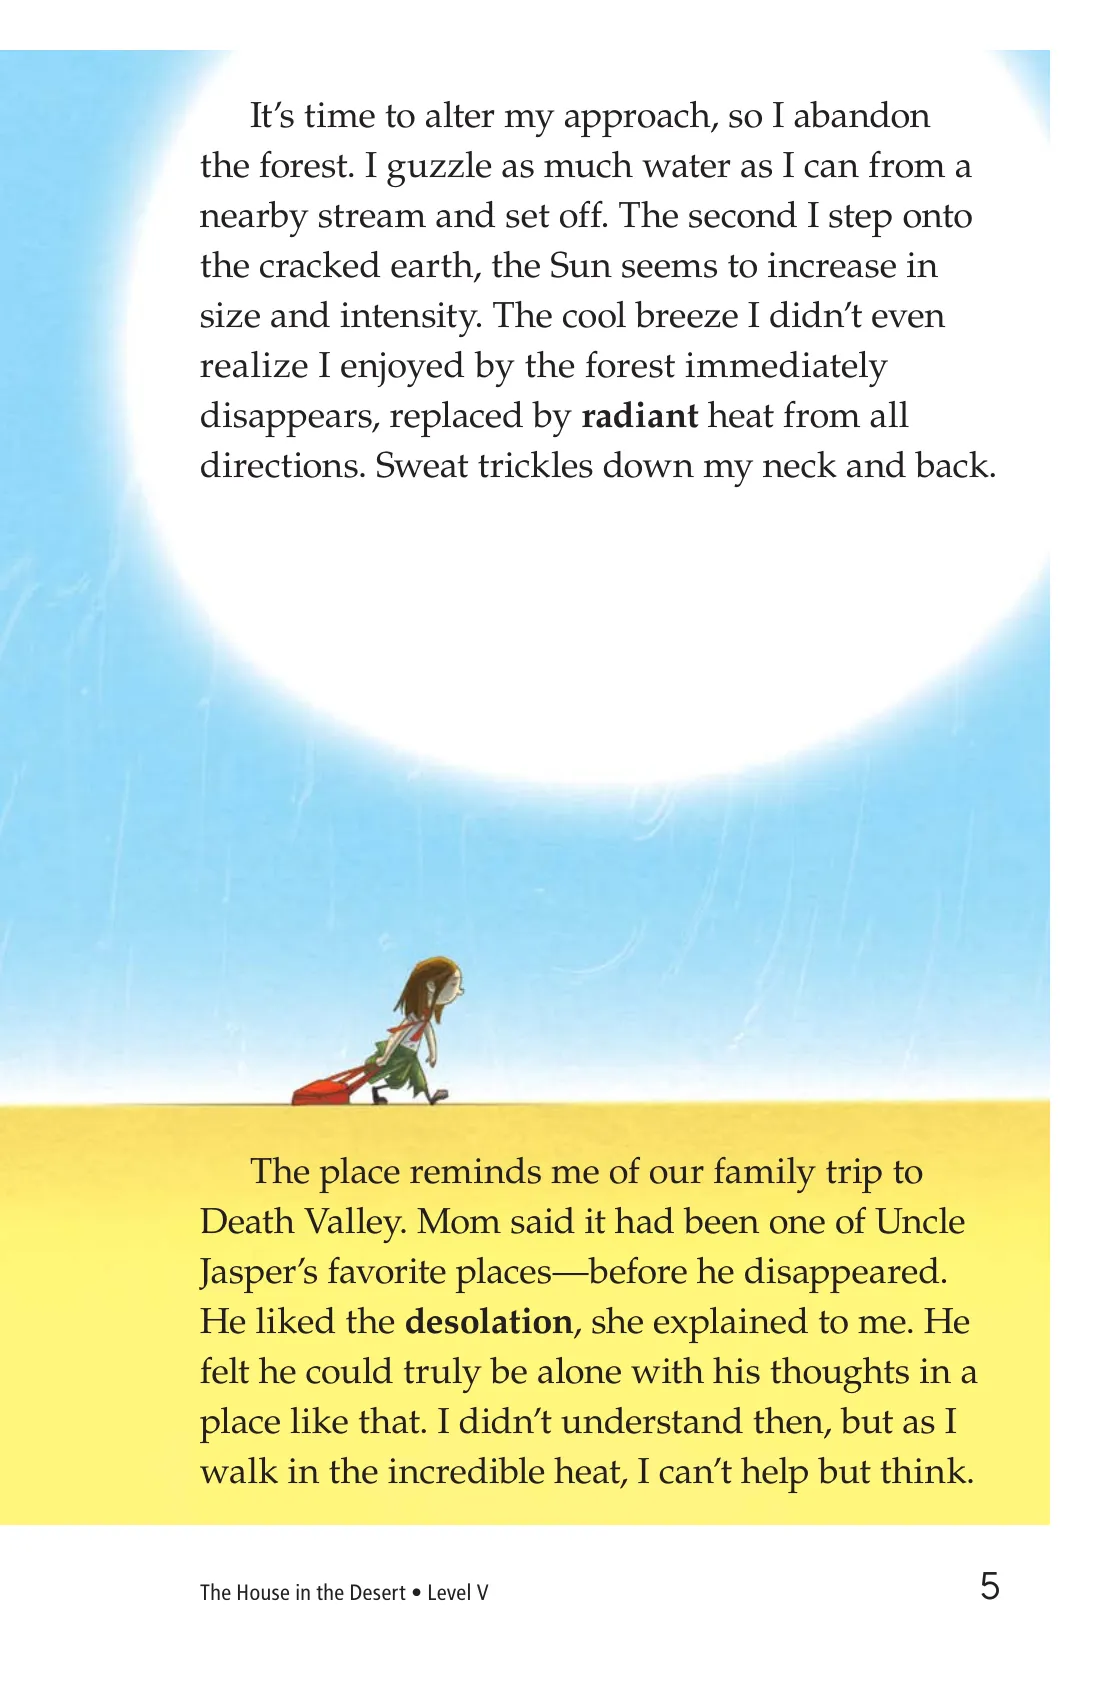 It’s time to alter my approach, so I abandon
the forest. I guzzle as much water as I can from a
nearby stream and set off. The second I step onto
the cracked earth, the Sun seems to increase in
size and intensity. The cool breeze I didn’t even
realize I enjoyed by the forest immediately
disappears, replaced by radiant heat from all
directions. Sweat trickles down my neck and back.
The place reminds me of our family trip to
Death Valley. Mom said it had been one of Uncle
Jasper’s favorite places—before he disappeared.
He liked the desolation, she explained to me. He
felt he could truly be alone with his thoughts in a
place like that. I didn’t understand then, but as I
walk in the incredible heat, I can’t help but think.
The House in the Desert • Level V
5